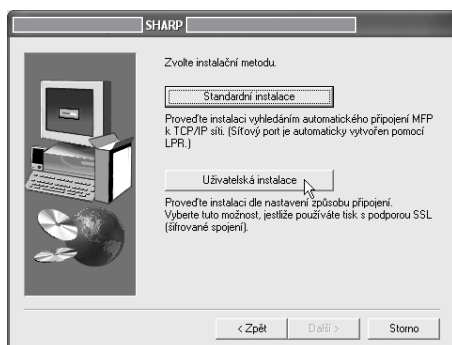 SHARP
Zvolte instalační metodu.
Standardní instalace
Proveďte instalaci vyhledáním automatického připojení MFP
k TCP/IP síti. (Síťový port je automaticky vytvořen pomocí
LPR.)
Uživatelská instalace
Proveďte instalaci dle nastavení způsobu připojení.
Vyberte tuto možnost, jestliže používáte tisk s podporou SSL
(šifrované spojení).
< Zpět
Další >
Storno